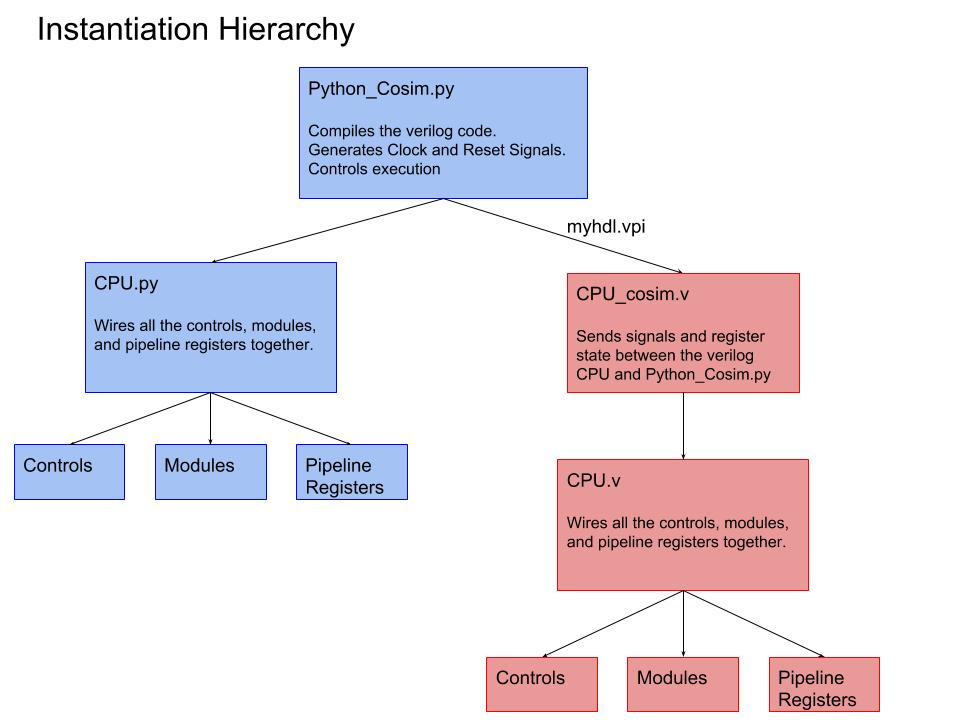 Instantiation Hierarchy
Python_Cosim.py
Compiles the verilog code.
Generates Clock and Reset Signals.
Controls execution
myhdl.vpi
CPU.py
Wires all the controls, modules,
and pipeline registers together.
CPU_cosim.v
Sends signals and register
state between the verilog
CPU and Python_Cosim.py
Controls
Modules
Pipeline
Registers
CPU.v
Wires all the controls, modules,
and pipeline registers together.
Controls
Modules
Pipeline
Registers